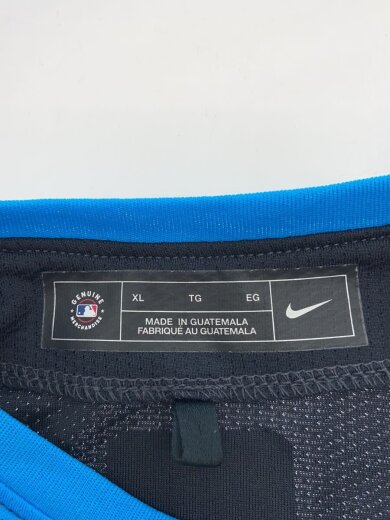 GENUINE
MERCHANDISE
XL TG EG
MADE IN GUATEMALA
FABRIQUÉ AU GUATEMALA